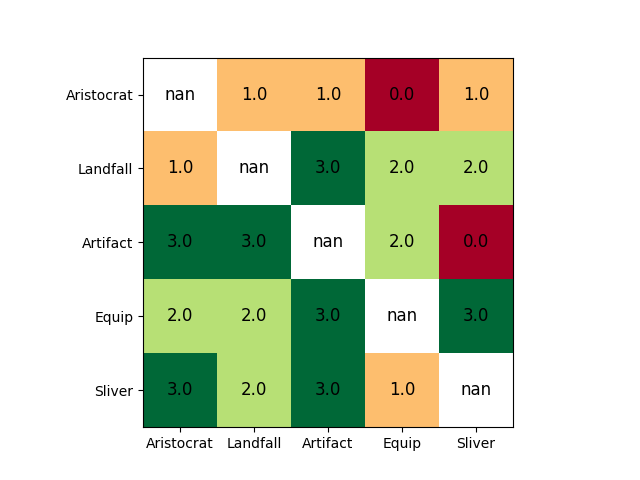 Aristocrat nan 1.0 1.0 0.0 1.0
Landfall 1.0 nan 3.0 2.0 2.0
Artifact 3.0 3.0 nan 2.0 0.0
Equip 2.0 2.0 3.0 nan 3.0
Sliver 3.0 2.0 3.0 1.0 nan
Aristocrat Landfall Artifact Equip Sliver